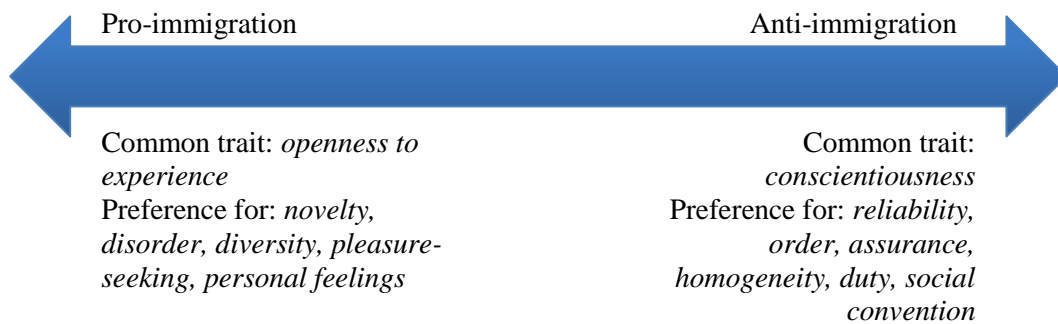 Pro-immigration
Anti-immigration
Common trait: openness to
experience
Preference for: novelty,
disorder, diversity, pleasure-
seeking, personal feelings
Common trait:
conscientiousness
Preference for: reliability,
order, assurance,
homogeneity, duty, social
convention